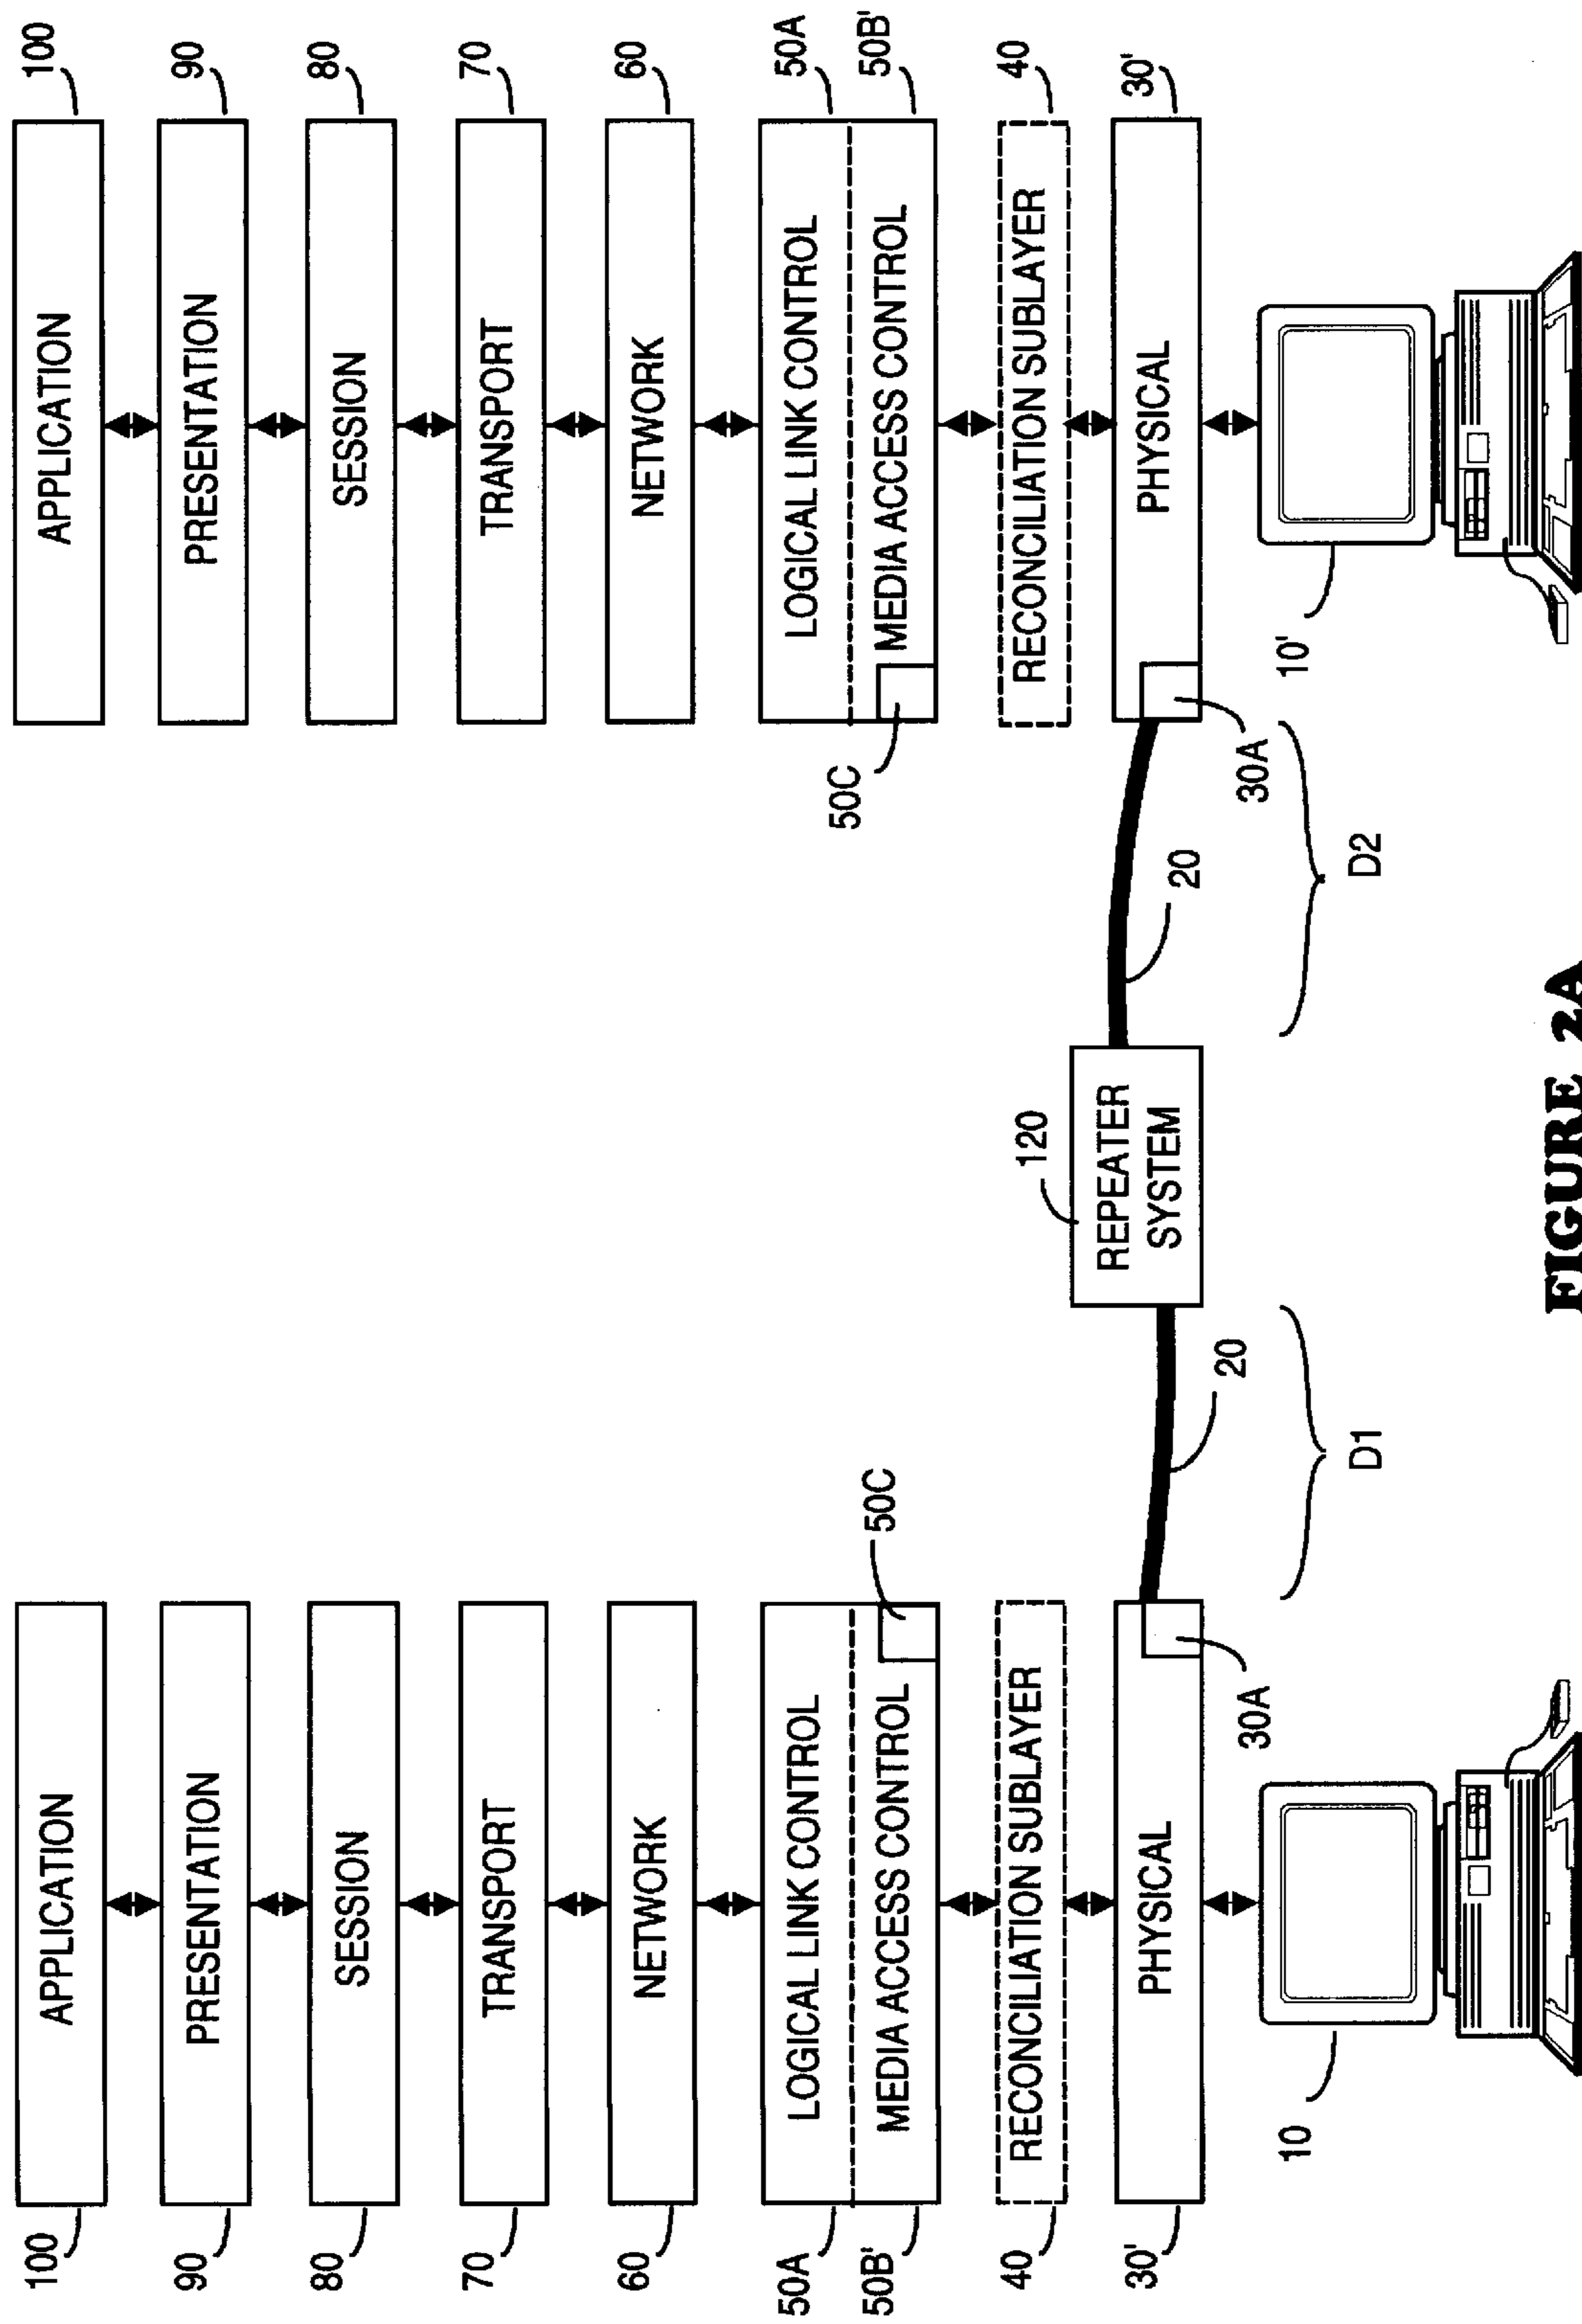 100
APPLICATION
APPLICATION
100
90
PRESENTATION
PRESENTATION
90
80
SESSION
SESSION
80
70
TRANSPORT
TRANSPORT
70
60
NETWORK
NETWORK
60
50A
LOGICAL LINK CONTROL
LOGICAL LINK CONTROL
50A
50B'
MEDIA ACCESS CONTROL
50C
50C
MEDIA ACCESS CONTROL
50B'
40
RECONCILIATION SUBLAYER
120
RECONCILIATION SUBLAYER
40
30'
PHYSICAL
REPEATER
SYSTEM
PHYSICAL
30'
30A
20
20
30A
10
D1
D2
10'
FIGURE 2A